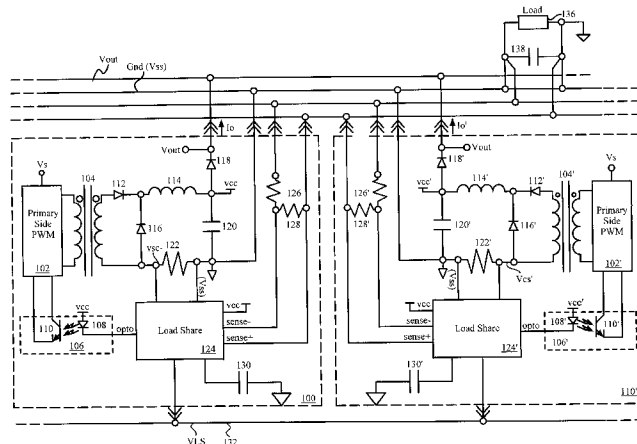 Load
136
138
Vout
Gnd (Vss)
Io
Io'
Vout
Vout
118
118'
Vs
104
112
114
vcc
126
128
126'
128'
vcc'
114'
112'
104'
Vs
Primary
Side
PWM
102
116
120
120'
116'
Primary
Side
PWM
102'
vsc-
122
(Vss)
122'
(Vss)
Vcs'
vcc
108
110
106
opto
Load Share
124
vcc
sense-
sense+
vcc
sense-
sense+
Load Share
124'
opto
vcc'
108'
110'
106'
130
100
130'
110'
VLS
132